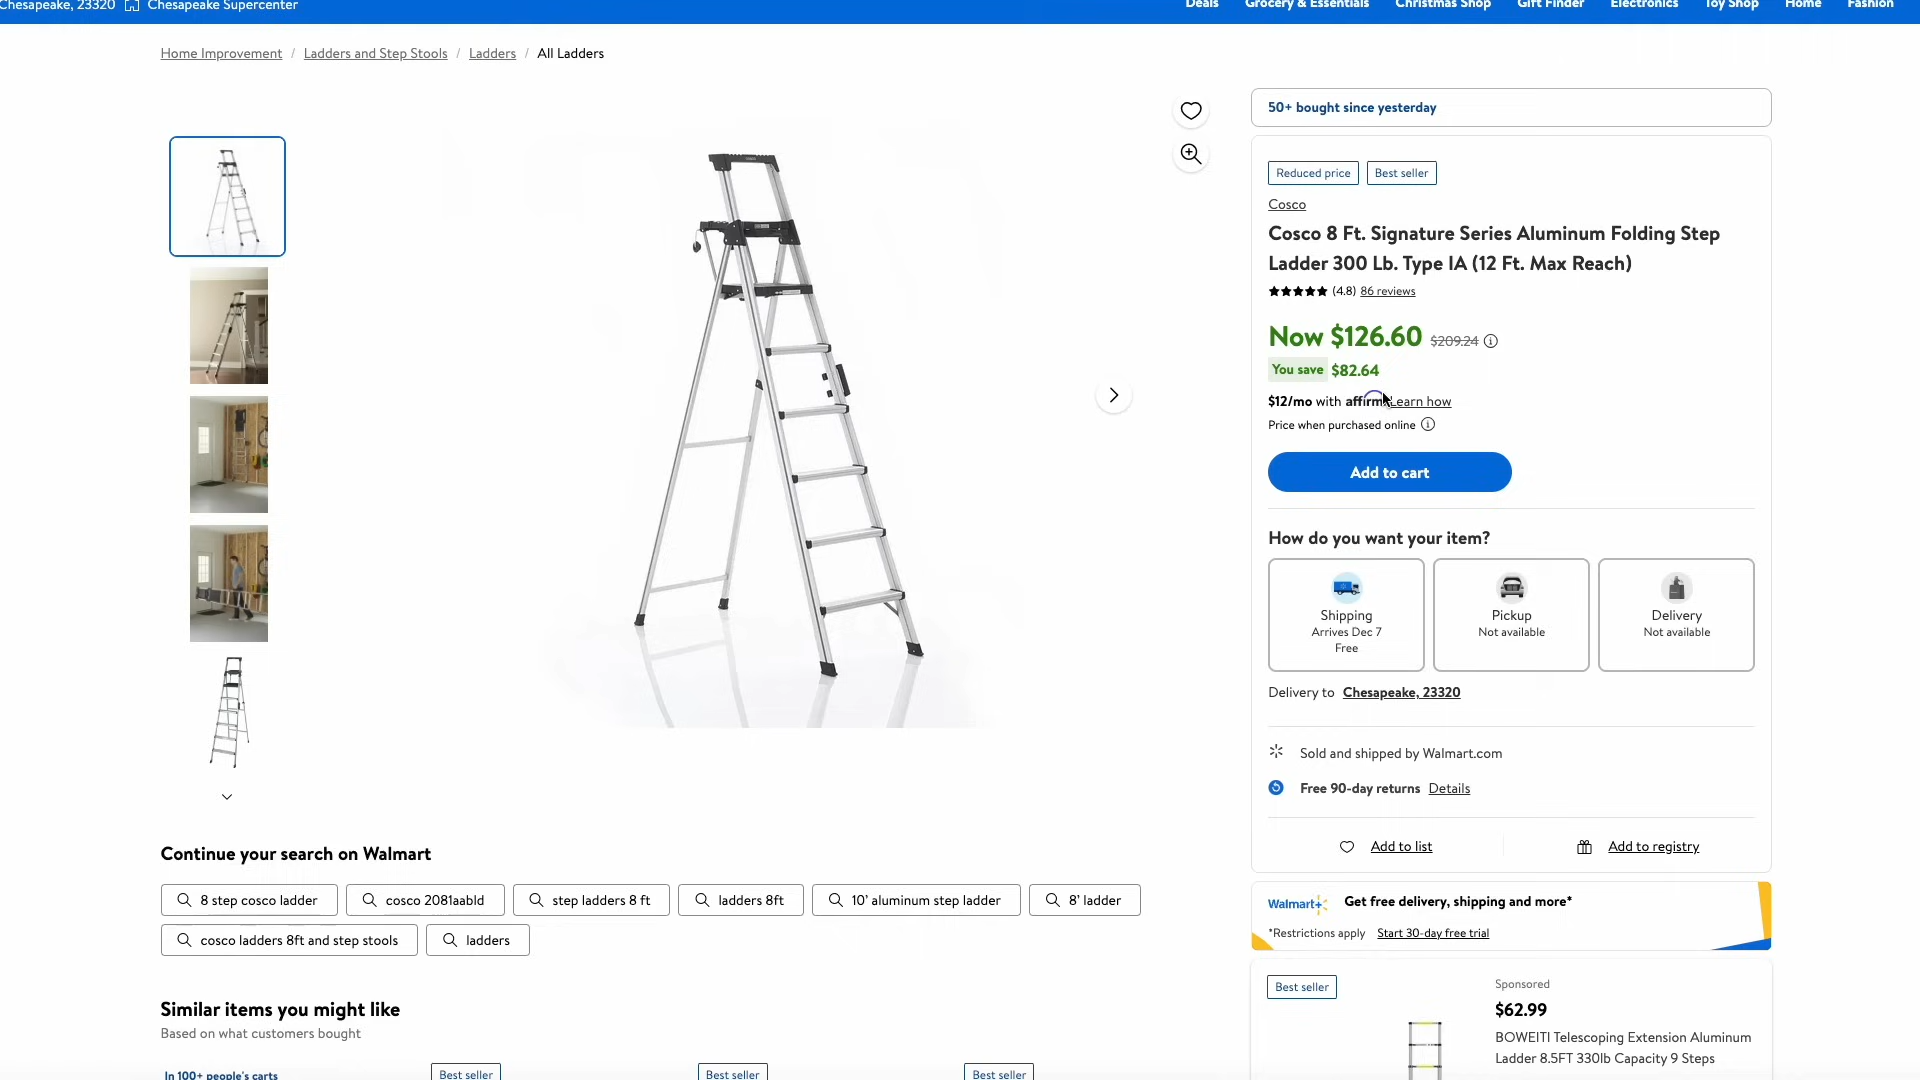 Chesapeake, 23320 Chesapeake Supercenter
Deals Grocery & Essentials Christmas Shop Gift Finder Electronics Toy Shop Home Fashion
Home Improvement / Ladders and Step Stools / Ladders / All Ladders
50+ bought since yesterday
Reduced price Best seller
Cosco
Cosco 8 Ft. Signature Series Aluminum Folding Step
Ladder 300 Lb. Type IA (12 Ft. Max Reach)
(4.8) 86 reviews
Now $126.60 $209.24
You save $82.64
$12/mo with affirm Learn how
Price when purchased online
Add to cart
How do you want your item?
Shipping
Arrives Dec 7
Free
Pickup
Not available
Delivery
Not available
Delivery to Chesapeake, 23320
Sold and shipped by Walmart.com
Free 90-day returns Details
Add to list Add to registry
Continue your search on Walmart
8 step cosco ladder cosco 2081aabld step ladders 8 ft ladders 8ft 10' aluminum step ladder 8' ladder
cosco ladders 8ft and step stools ladders
Walmart+ Get free delivery, shipping and more*
*Restrictions apply Start 30-day free trial
Similar items you might like
Based on what customers bought
In 100+ people's carts Best seller Best seller Best seller
Best seller
Sponsored
$62.99
BOWEITI Telescoping Extension Aluminum
Ladder 8.5FT 330lb Capacity 9 Steps